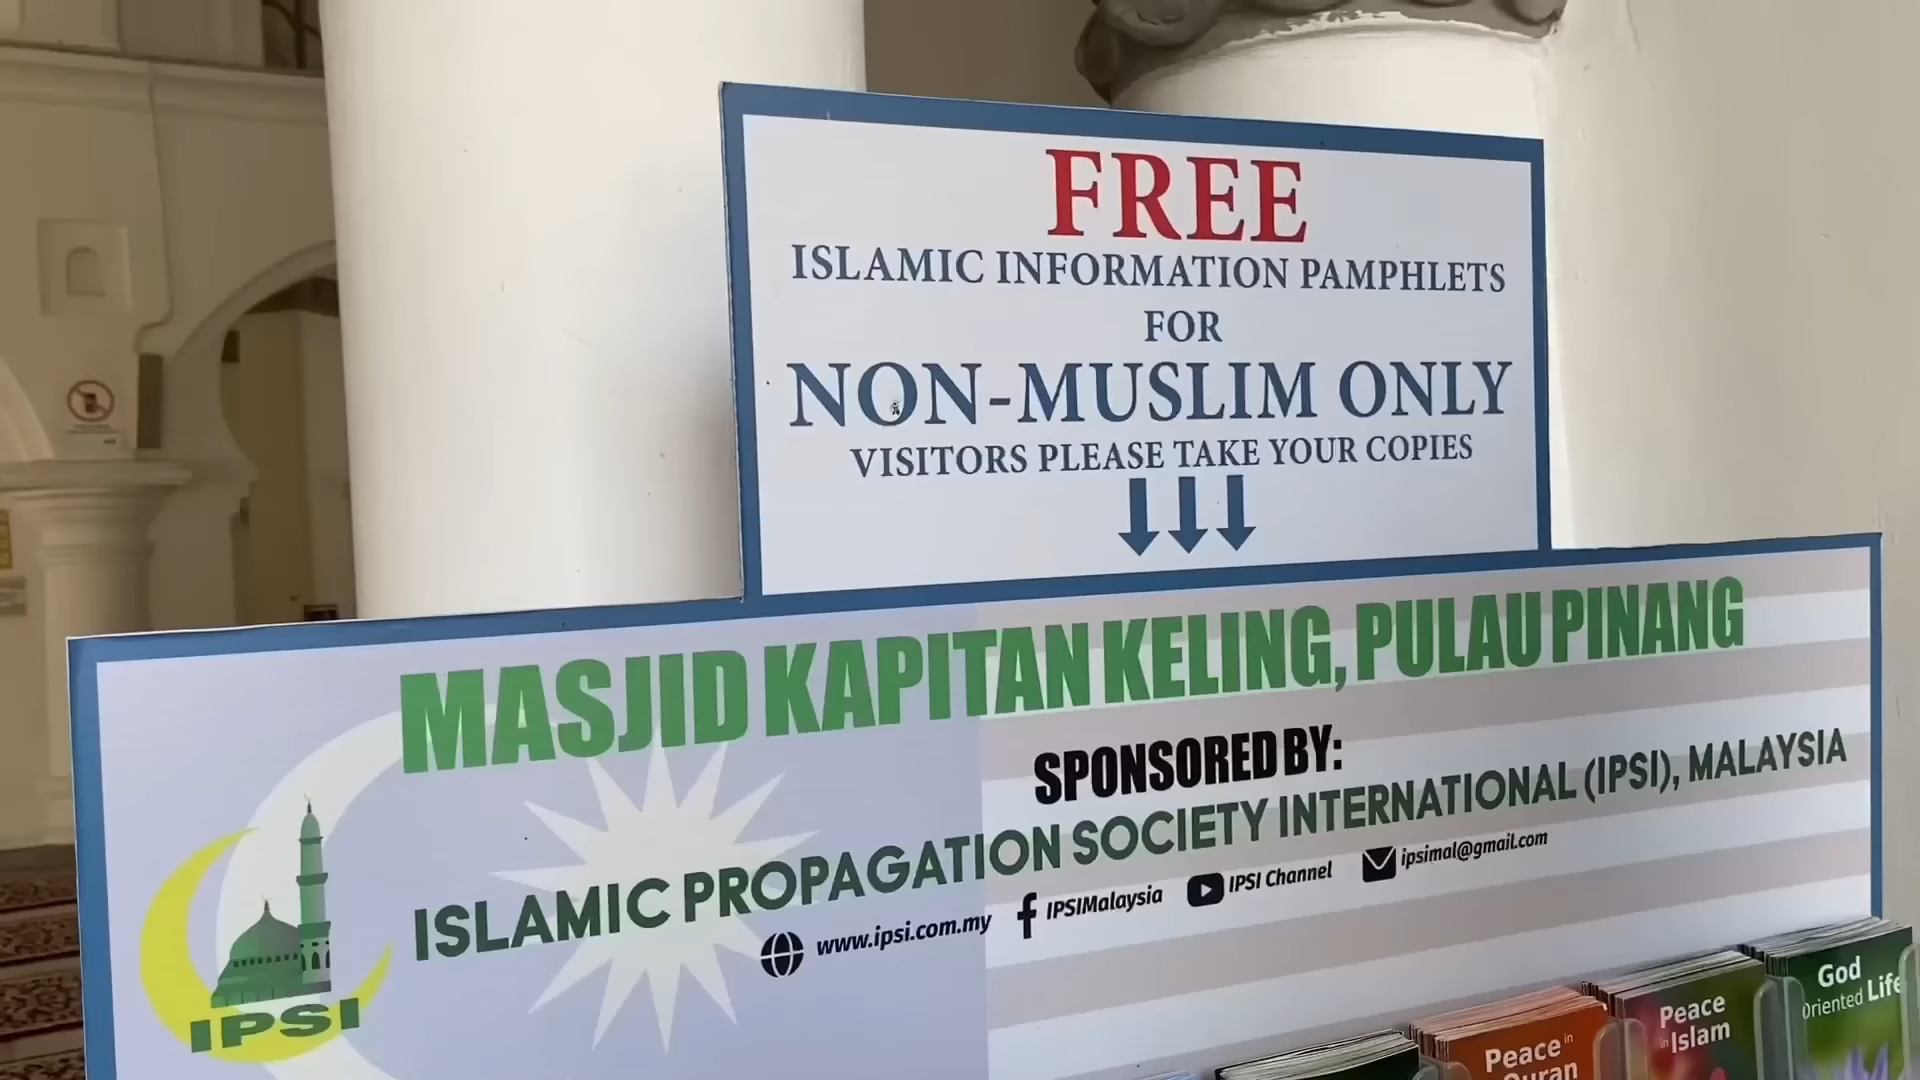 FREE
ISLAMIC INFORMATION PAMPHLETS
FOR
NON-MUSLIM ONLY
VISITORS PLEASE TAKE YOUR COPIES
MASJID KAPITAN KELING, PULAU PINANG
SPONSORED BY:
ISLAMIC PROPAGATION SOCIETY INTERNATIONAL (IPSI), MALAYSIA
www.ipsi.com.my IPSIMalaysia IPSI Channel ipsimal@gmail.com
IPSI
God
Oriented Life
Peace
in Islam
Peace in
Quran